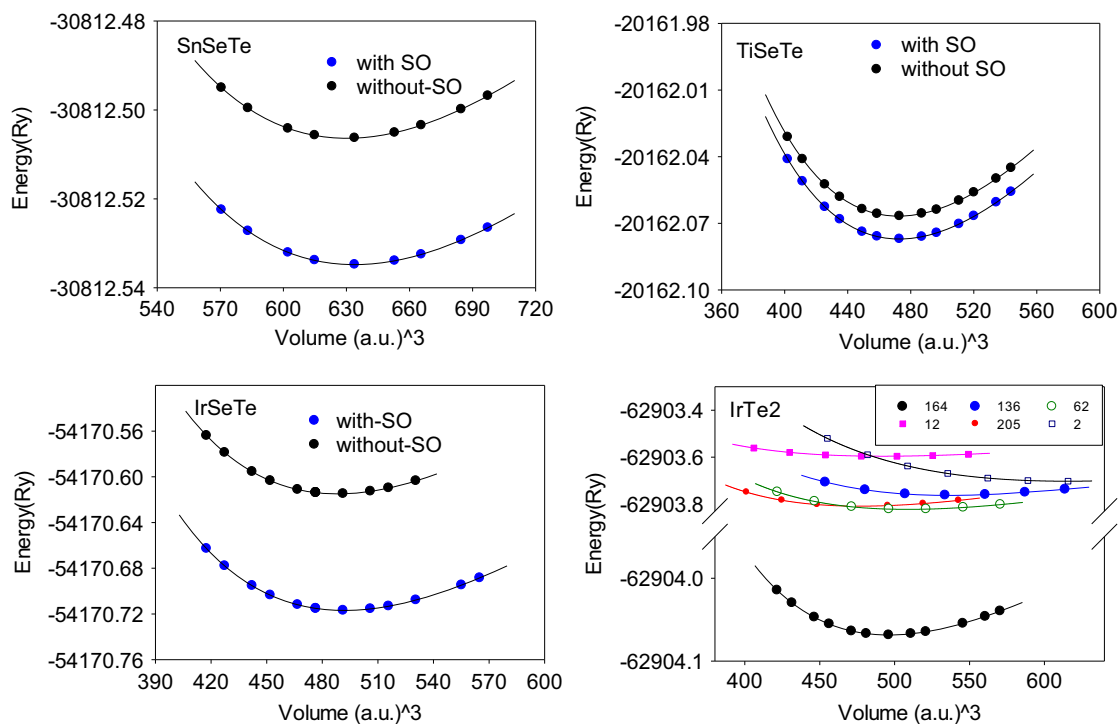 SnSeTe
with SO
without-SO
Energy(Ry)
-30812.48
-30812.50
-30812.52
-30812.54
540 570 600 630 660 690 720
Volume (a.u.)^3
TiSeTe
with SO
without SO
Energy(Ry)
-20161.98
-20162.01
-20162.04
-20162.07
-20162.10
360 400 440 480 520 560 600
Volume (a.u.)^3
IrSeTe
with-SO
without-SO
Energy(Ry)
-54170.56
-54170.60
-54170.64
-54170.68
-54170.72
-54170.76
390 420 450 480 510 540 570 600
Volume (a.u.)^3
IrTe2
164 136 62
12 205 2
Energy(Ry)
-62903.4
-62903.6
-62903.8
-62904.0
-62904.1
400 450 500 550 600
Volume (a.u.)^3